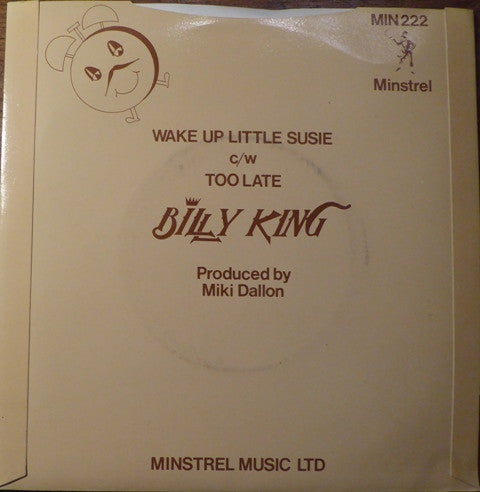 MIN 222
Minstrel
WAKE UP LITTLE SUSIE
c/w
TOO LATE
BILLY KING
Produced by
Miki Dallon
MINSTREL MUSIC LTD